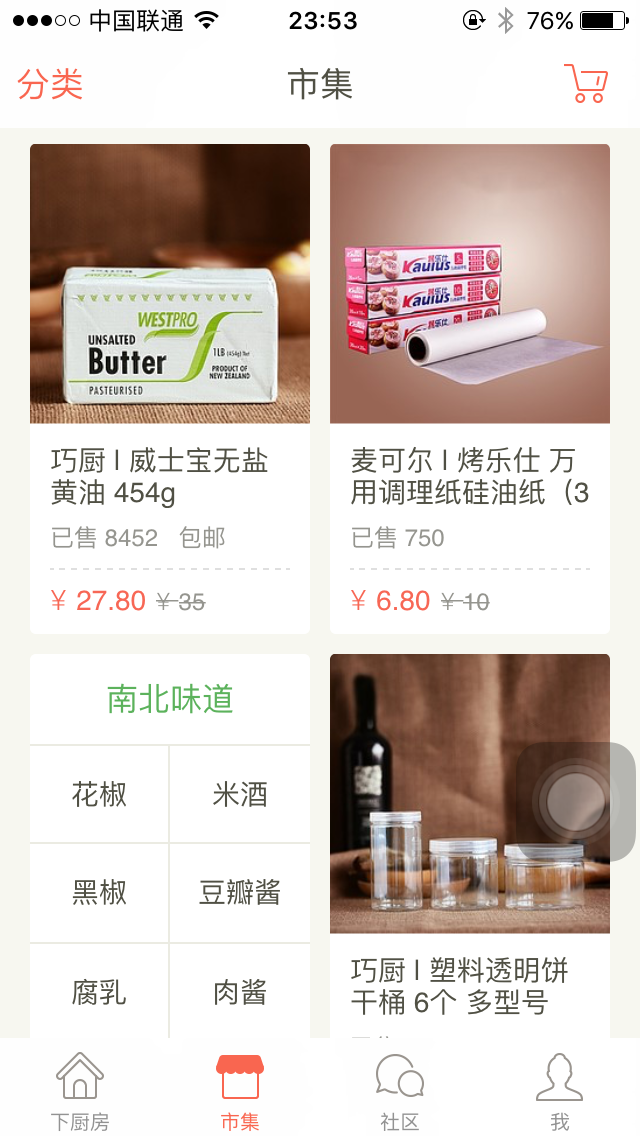 中国联通 23:53 76%
分类 市集
WESTPRO
UNSALTED
Butter
1LB (454g) Net
PRODUCT OF
NEW ZEALAND
PASTEURISED
烤乐仕
Kauius
巧厨 | 威士宝无盐
黄油 454g
已售 8452 包邮
¥ 27.80 ¥ 35
麦可尔 | 烤乐仕 万
用调理纸硅油纸（3
已售 750
¥ 6.80 ¥ 10
南北味道
花椒 米酒
黑椒 豆瓣酱
腐乳 肉酱
巧厨 | 塑料透明饼
干桶 6个 多型号
下厨房 市集 社区 我